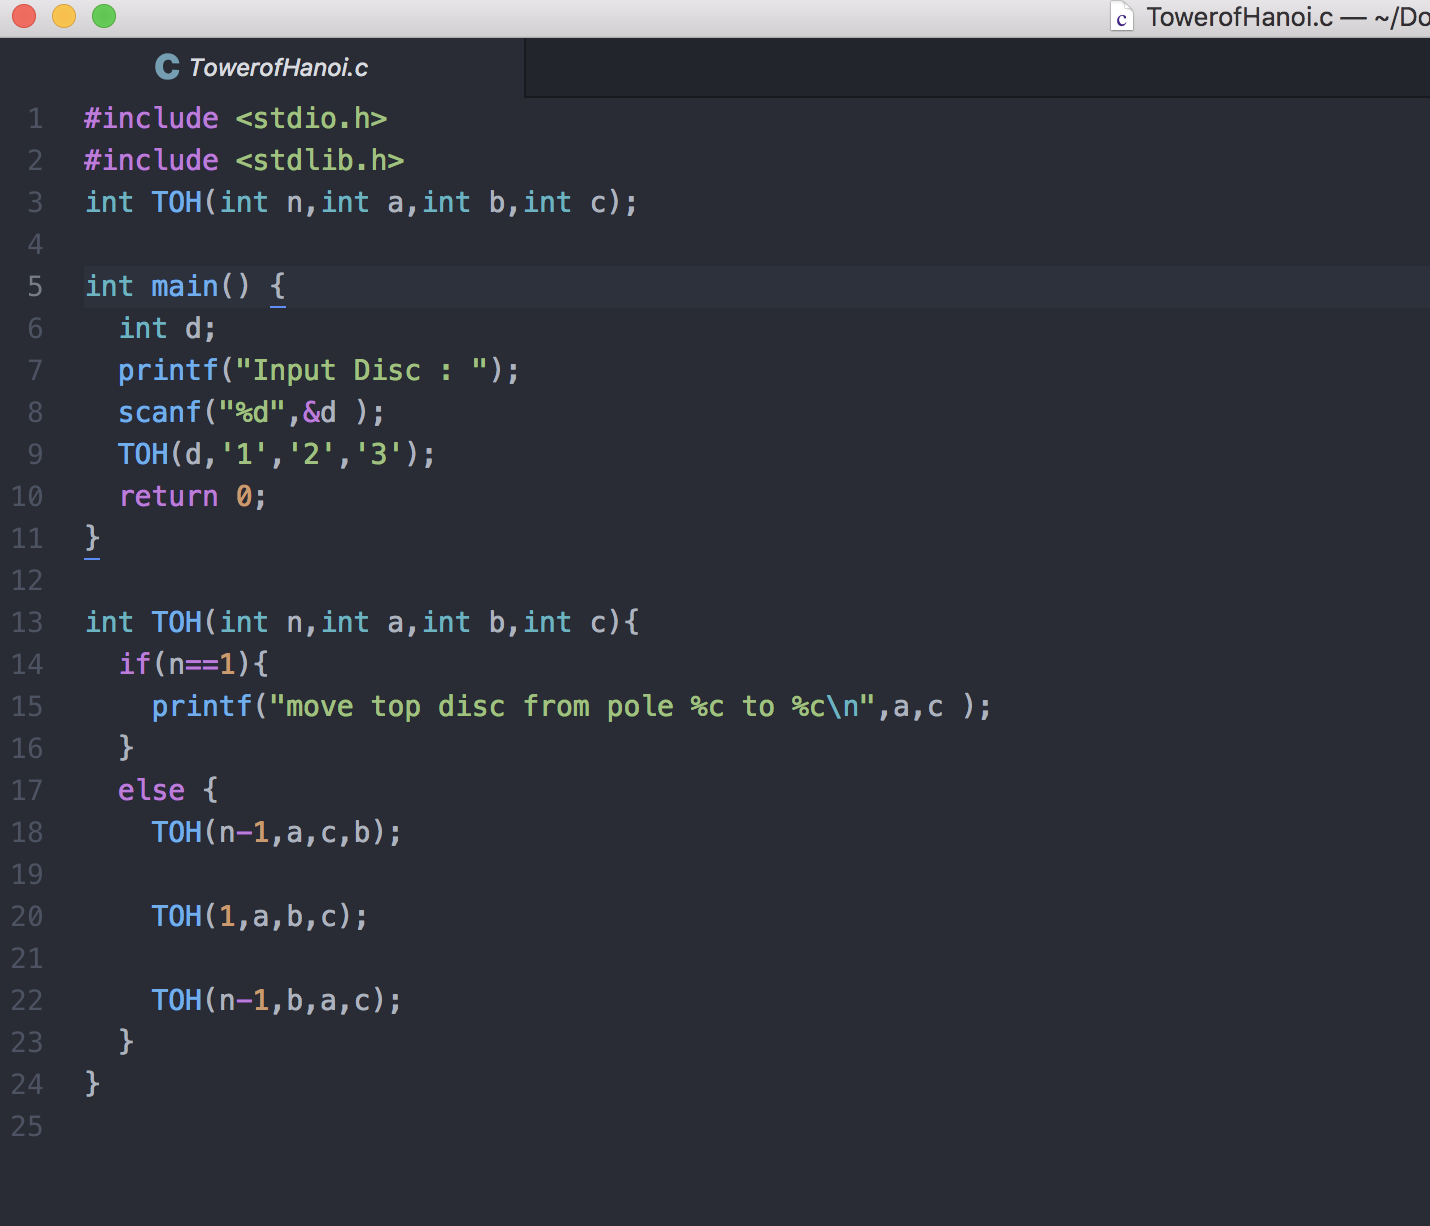 TowerofHanoi.c — ~/Do
TowerofHanoi.c
1 #include <stdio.h>
2 #include <stdlib.h>
3 int TOH(int n,int a,int b,int c);
4
5 int main() {
6   int d;
7   printf("Input Disc : ");
8   scanf("%d",&d );
9   TOH(d,'1','2','3');
10   return 0;
11 }
12
13 int TOH(int n,int a,int b,int c){
14   if(n==1){
15     printf("move top disc from pole %c to %c\n",a,c );
16   }
17   else {
18     TOH(n-1,a,c,b);
19
20     TOH(1,a,b,c);
21
22     TOH(n-1,b,a,c);
23   }
24 }
25